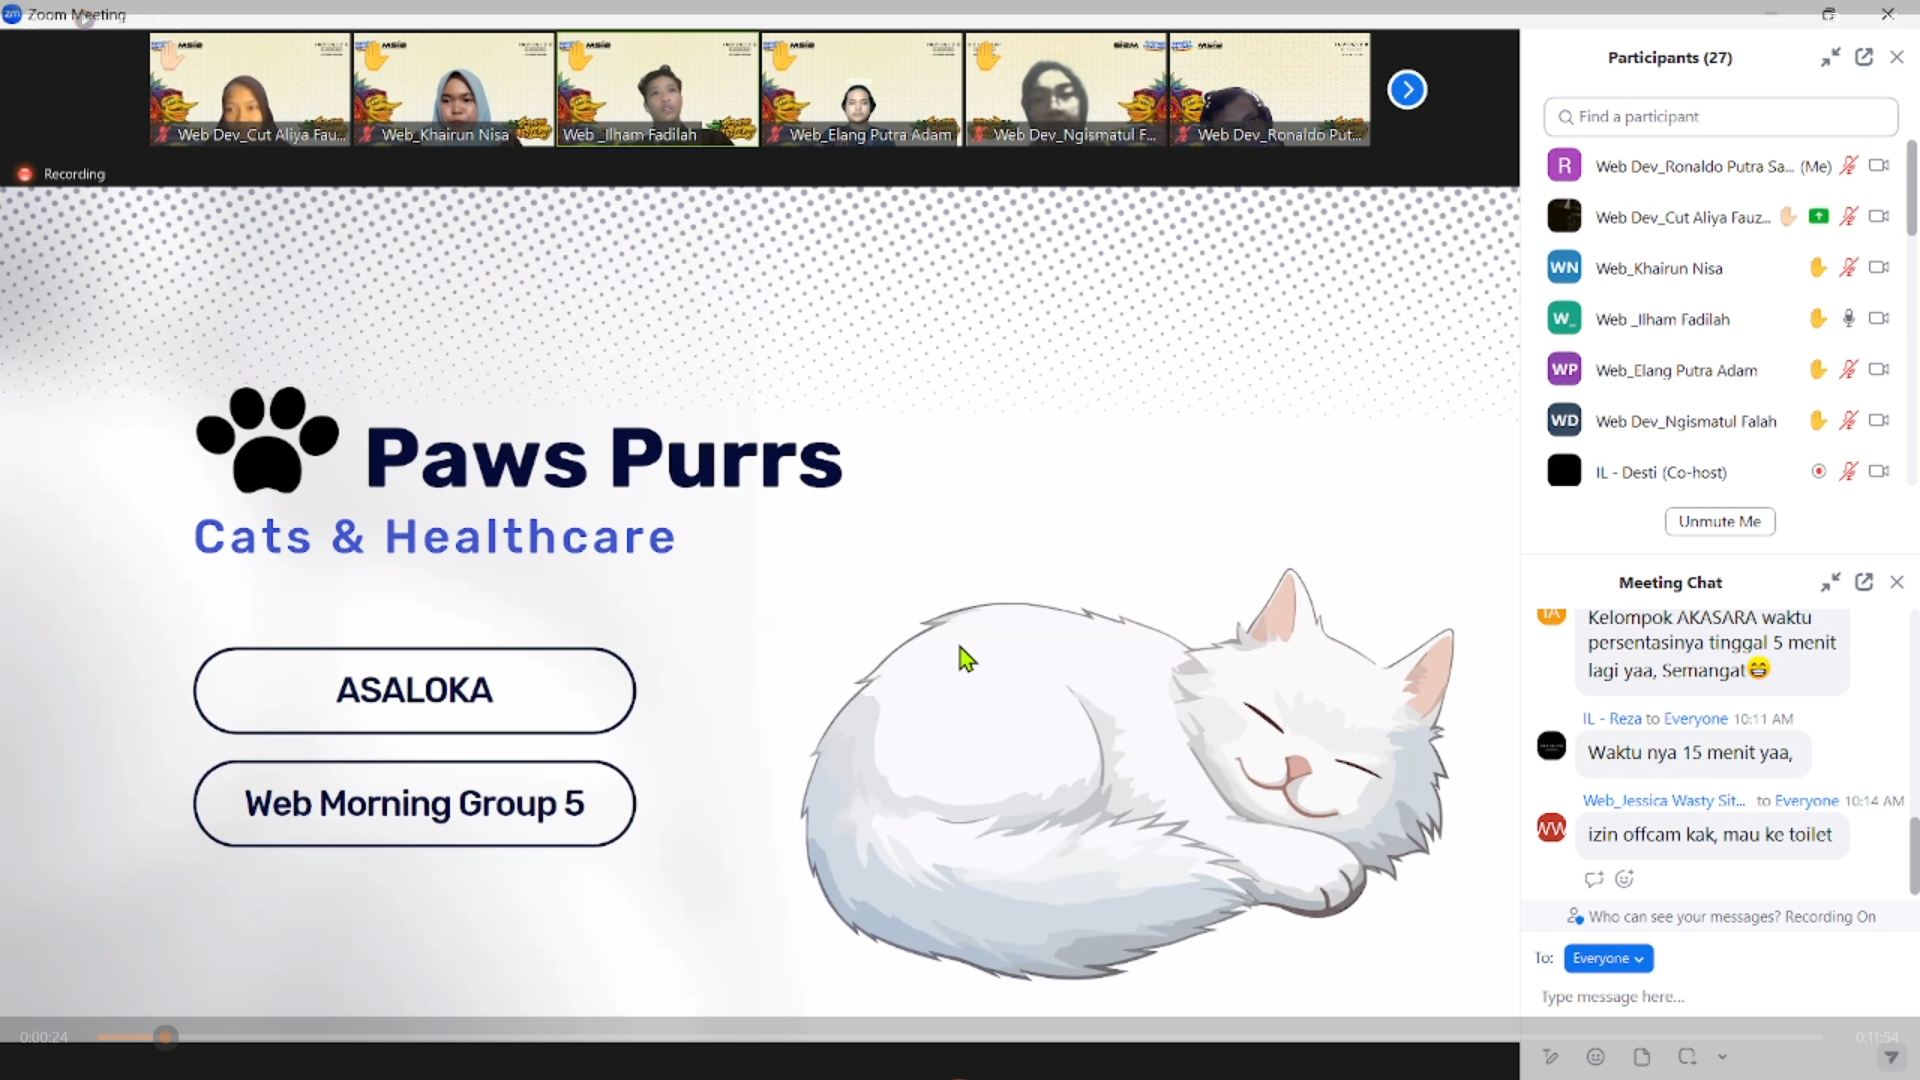 Zoom Meeting
Web Dev_Cut Aliya Fau...
Web_Khairun Nisa
Web _Ilham Fadilah
Web_Elang Putra Adam
Web Dev_Ngismatul F...
Web Dev_Ronaldo Put...
Recording
Paws Purrs
Cats & Healthcare
ASALOKA
Web Morning Group 5
Participants (27)
Find a participant
R
Web Dev_Ronaldo Putra Sa... (Me)
Web Dev_Cut Aliya Fauz...
WN
Web_Khairun Nisa
W_
Web _Ilham Fadilah
WP
Web_Elang Putra Adam
WD
Web Dev_Ngismatul Falah
IL - Desti (Co-host)
Unmute Me
Meeting Chat
IA
Kelompok AKASARA waktu
persentasinya tinggal 5 menit
lagi yaa, Semangat😁
IL - Reza to Everyone 10:11 AM
Waktu nya 15 menit yaa,
Web_Jessica Wasty Sit... to Everyone 10:14 AM
WW
izin offcam kak, mau ke toilet
Who can see your messages? Recording On
To: Everyone
Type message here...
0:00:24
0:11:54